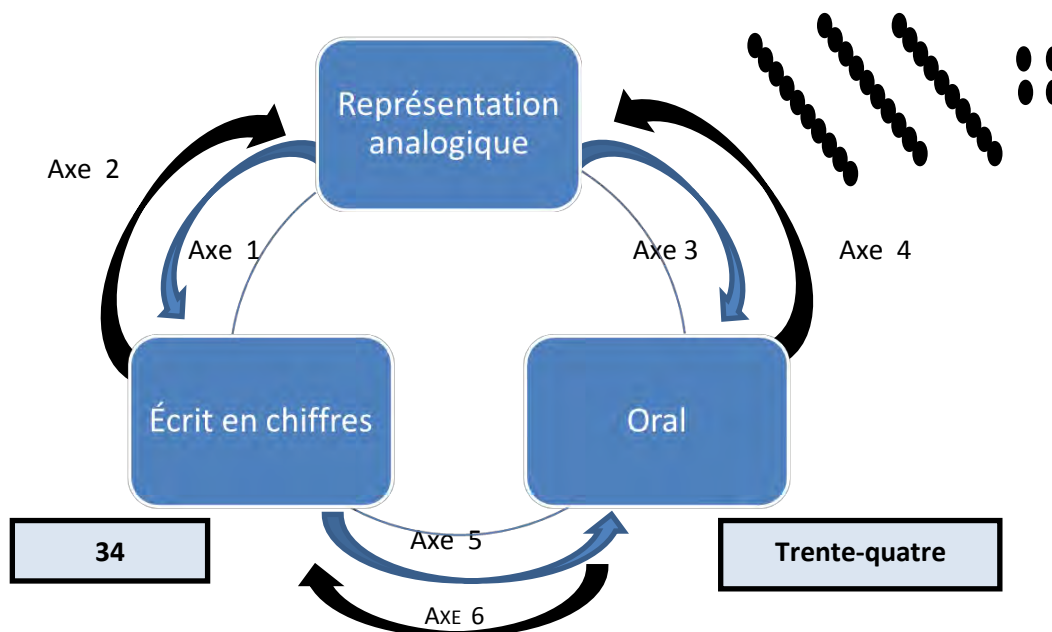 Représentation
analogique
Axe 2
Axe 1
Axe 3
Axe 4
Écrit en chiffres
Oral
34
Axe 5
Trente-quatre
AXE 6